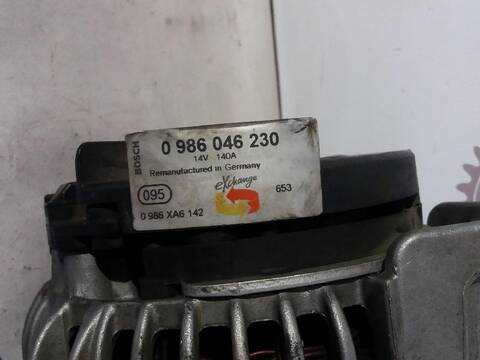 BOSCH
0 986 046 230
14V 140A
Remanufactured in Germany
eXchange
095
653
0 986 XA6 142